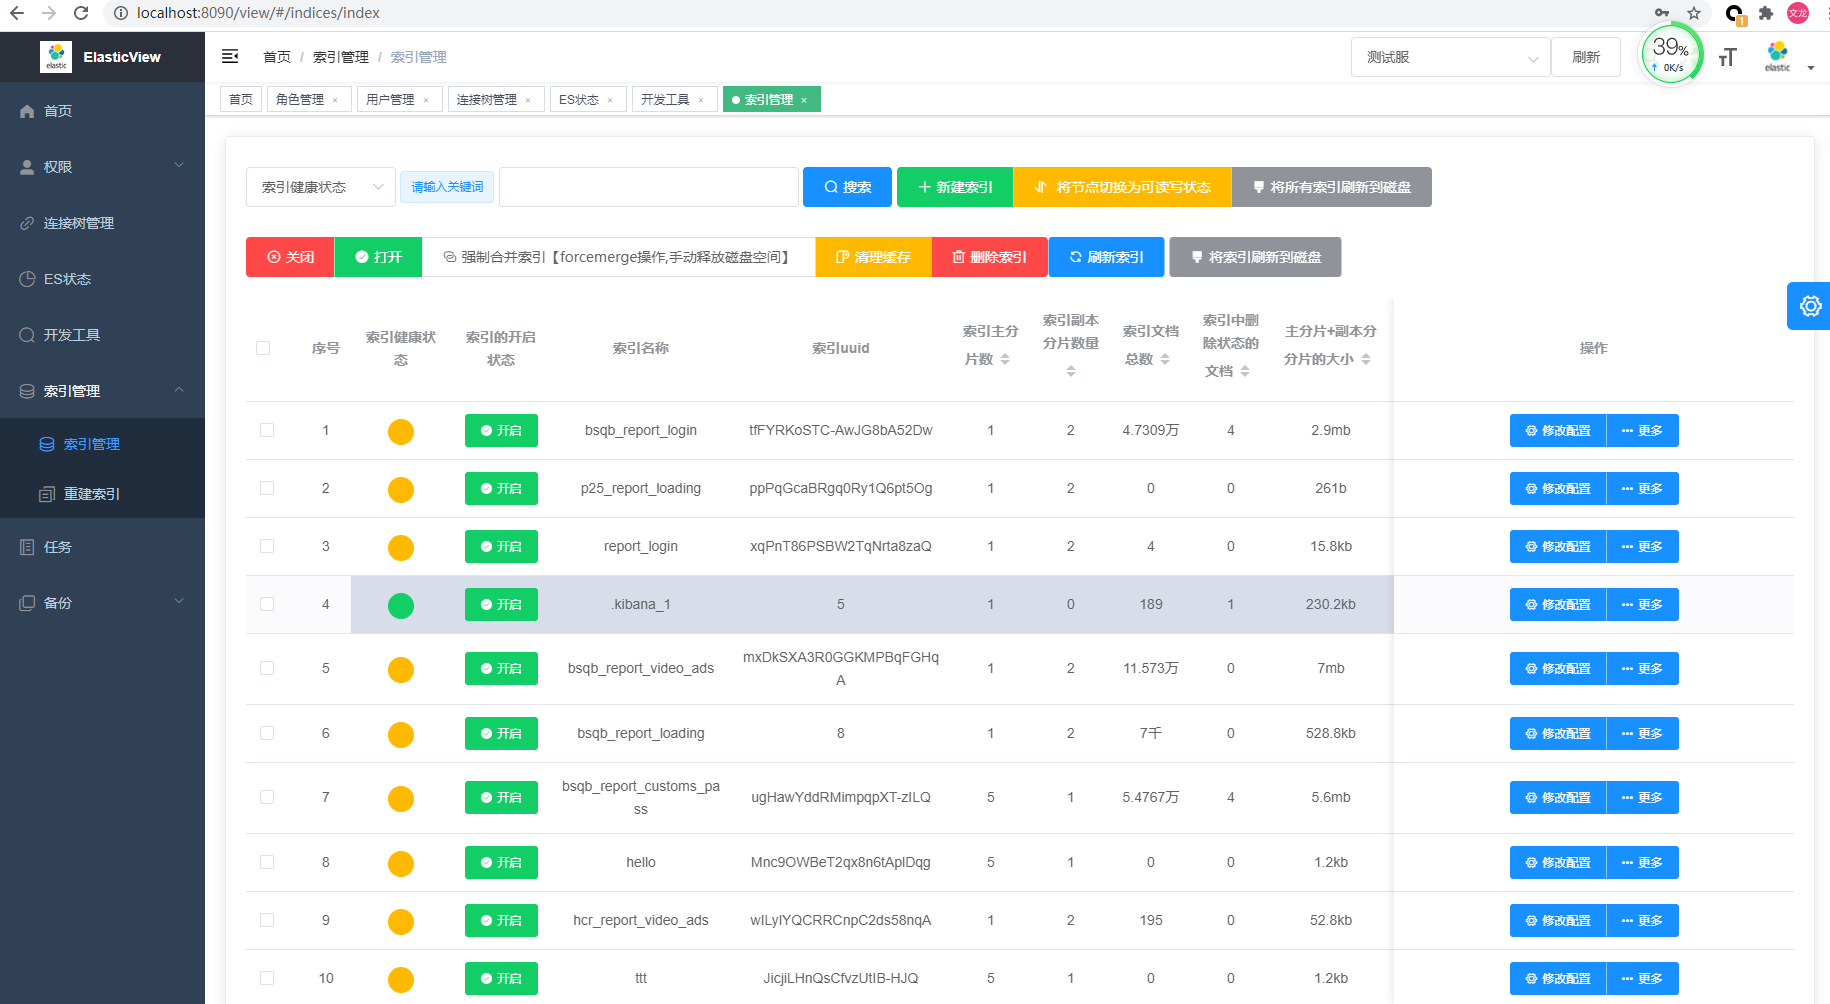 localhost:8090/view/#/indices/index
文龙
1
elastic
ElasticView
首页 / 索引管理 / 索引管理
测试服
刷新
39%
0K/s
elastic
首页
角色管理 ×
用户管理 ×
连接树管理 ×
ES状态 ×
开发工具 ×
索引管理 ×
首页
权限
连接树管理
ES状态
开发工具
索引管理
索引管理
重建索引
任务
备份
索引健康状态
请输入关键词
搜索
新建索引
将节点切换为可读写状态
将所有索引刷新到磁盘
关闭
打开
强制合并索引【forcemerge操作,手动释放磁盘空间】
清理缓存
删除索引
刷新索引
将索引刷新到磁盘
序号
索引健康状
态
索引的开启
状态
索引名称
索引uuid
索引主分
片数
索引副本
分片数量
索引文档
总数
索引中删
除状态的
文档
主分片+副本分
分片的大小
操作
1 开启 bsqb_report_login tfFYRKoSTC-AwJG8bA52Dw 1 2 4.7309万 4 2.9mb 修改配置 更多
2 开启 p25_report_loading ppPqGcaBRgq0Ry1Q6pt5Og 1 2 0 0 261b 修改配置 更多
3 开启 report_login xqPnT86PSBW2TqNrta8zaQ 1 2 4 0 15.8kb 修改配置 更多
4 开启 .kibana_1 5 1 0 189 1 230.2kb 修改配置 更多
5 开启 bsqb_report_video_ads mxDkSXA3R0GGKMPBqFGHq
A 1 2 11.573万 0 7mb 修改配置 更多
6 开启 bsqb_report_loading 8 1 2 7千 0 528.8kb 修改配置 更多
7 开启 bsqb_report_customs_pa
ss ugHawYddRMimpqpXT-zILQ 5 1 5.4767万 4 5.6mb 修改配置 更多
8 开启 hello Mnc9OWBeT2qx8n6tAplDqg 5 1 0 0 1.2kb 修改配置 更多
9 开启 hcr_report_video_ads wILyIYQCRRCnpC2ds58nqA 1 2 195 0 52.8kb 修改配置 更多
10 开启 ttt JicjiLHnQsCfvzUtIB-HJQ 5 1 0 0 1.2kb 修改配置 更多